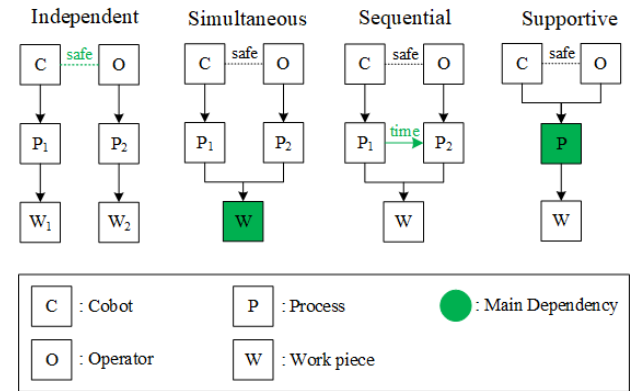 Independent Simultaneous Sequential Supportive
C safe O C safe O C safe O C safe O
P₁ P₂ P₁ P₂ P₁ time P₂ P
W₁ W₂ W W W
C : Cobot P : Process : Main Dependency
O : Operator W : Work piece